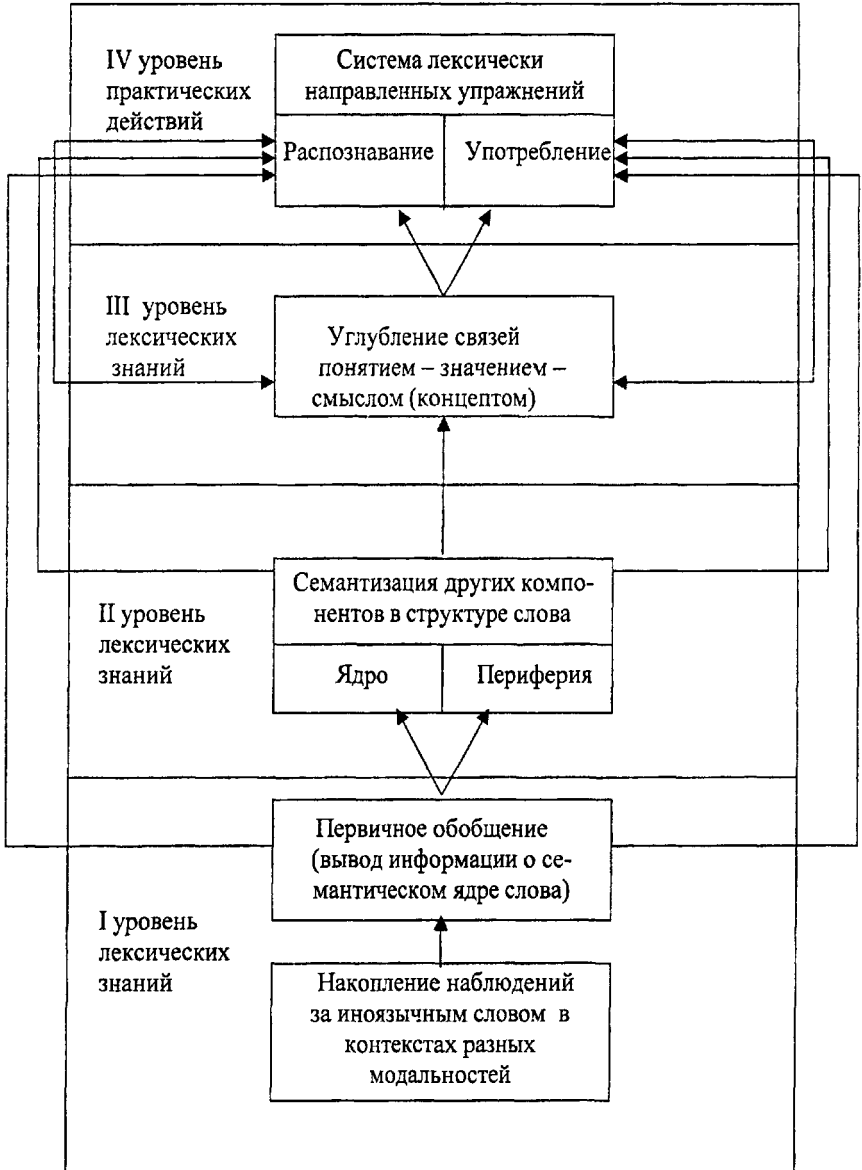 IV уровень
практических
действий
Система лексически
направленных упражнений
Распознавание
Употребление
III уровень
лексических
знаний
Углубление связей
понятием – значением –
смыслом (концептом)
II уровень
лексических
знаний
Семантизация других компо-
нентов в структуре слова
Ядро
Периферия
Первичное обобщение
(вывод информации о се-
мантическом ядре слова)
I уровень
лексических
знаний
Накопление наблюдений
за иноязычным словом в
контекстах разных
модальностей